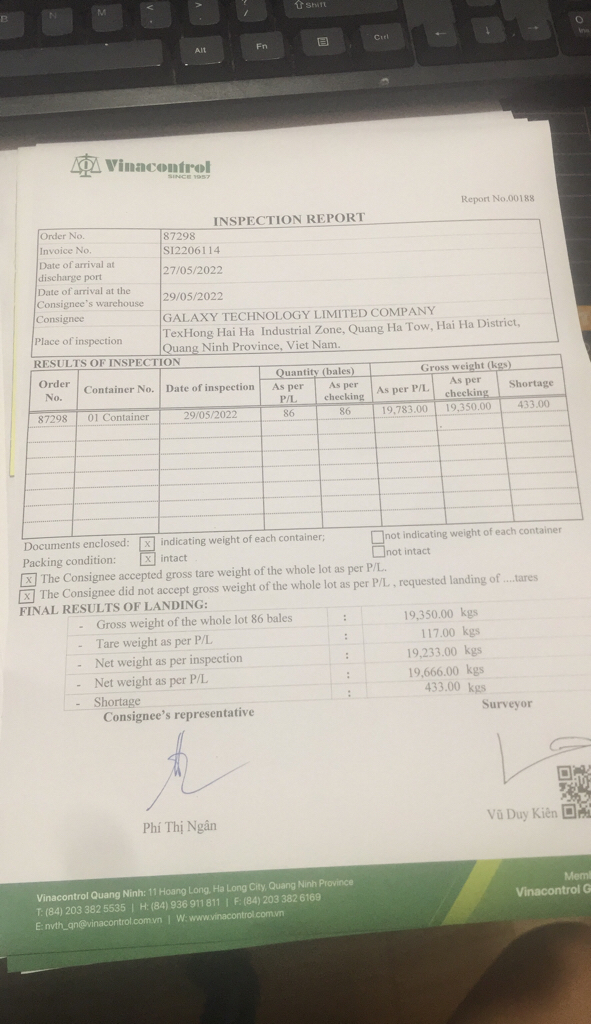 B N M < > ? / ⇧ Shift
Alt Fn Ctrl ← ↓ → 0 Ins
Vinacontrol
SINCE 1957
Report No.00188
INSPECTION REPORT
Order No. 87298
Invoice No. SI2206114
Date of arrival at discharge port 27/05/2022
Date of arrival at the Consignee's warehouse 29/05/2022
Consignee GALAXY TECHNOLOGY LIMITED COMPANY
Place of inspection TexHong Hai Ha Industrial Zone, Quang Ha Tow, Hai Ha District,
Quang Ninh Province, Viet Nam.
RESULTS OF INSPECTION
Order No. Container No. Date of inspection Quantity (bales) Gross weight (kgs)
As per P/L As per checking As per P/L As per checking Shortage
87298 01 Container 29/05/2022 86 86 19,783.00 19,350.00 433.00
Documents enclosed: x indicating weight of each container; not indicating weight of each container
Packing condition: x intact not intact
x The Consignee accepted gross tare weight of the whole lot as per P/L.
x The Consignee did not accept gross weight of the whole lot as per P/L , requested landing of ....tares
FINAL RESULTS OF LANDING:
- Gross weight of the whole lot 86 bales : 19,350.00 kgs
- Tare weight as per P/L : 117.00 kgs
- Net weight as per inspection : 19,233.00 kgs
- Net weight as per P/L : 19,666.00 kgs
- Shortage : 433.00 kgs
Consignee's representative Surveyor
Phí Thị Ngân Vũ Duy Kiên
Vinacontrol Quang Ninh: 11 Hoang Long, Ha Long City, Quang Ninh Province
T: (84) 203 382 5535 | H: (84) 936 911 811 | F: (84) 203 382 6169
E: nvth_qn@vinacontrol.com.vn | W: www.vinacontrol.com.vn
Memb
Vinacontrol G